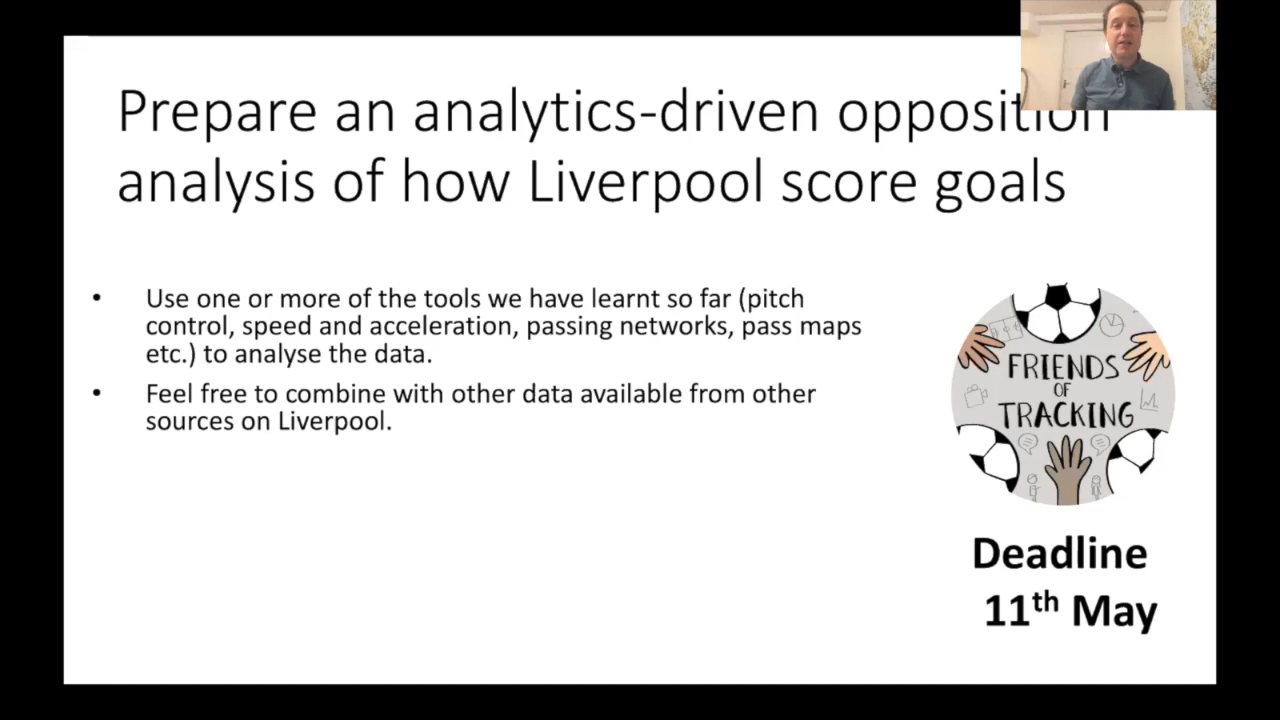 Prepare an analytics-driven opposition
analysis of how Liverpool score goals
• Use one or more of the tools we have learnt so far (pitch
control, speed and acceleration, passing networks, pass maps
etc.) to analyse the data.
• Feel free to combine with other data available from other
sources on Liverpool.
FRIENDS
OF
TRACKING
Deadline
11th May